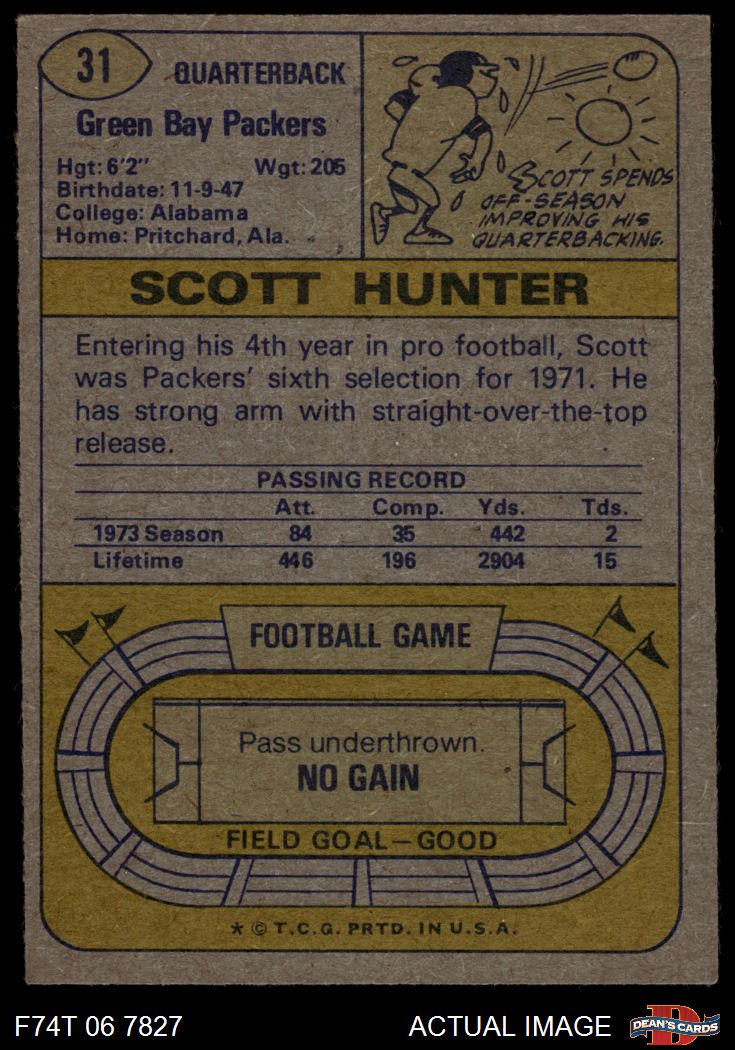 31
QUARTERBACK
Green Bay Packers
Hgt: 6'2" Wgt: 205
Birthdate: 11-9-47
College: Alabama
Home: Pritchard, Ala.
SCOTT SPENDS
OFF-SEASON
IMPROVING HIS
QUARTERBACKING.
SCOTT HUNTER
Entering his 4th year in pro football, Scott
was Packers' sixth selection for 1971. He
has strong arm with straight-over-the-top
release.
PASSING RECORD
Att. Comp. Yds. Tds.
1973 Season 84 35 442 2
Lifetime 446 196 2904 15
FOOTBALL GAME
Pass underthrown.
NO GAIN
FIELD GOAL—GOOD
* © T.C.G. PRTD. IN U.S.A.
F74T 06 7827 ACTUAL IMAGE
D
DEAN'S CARDS